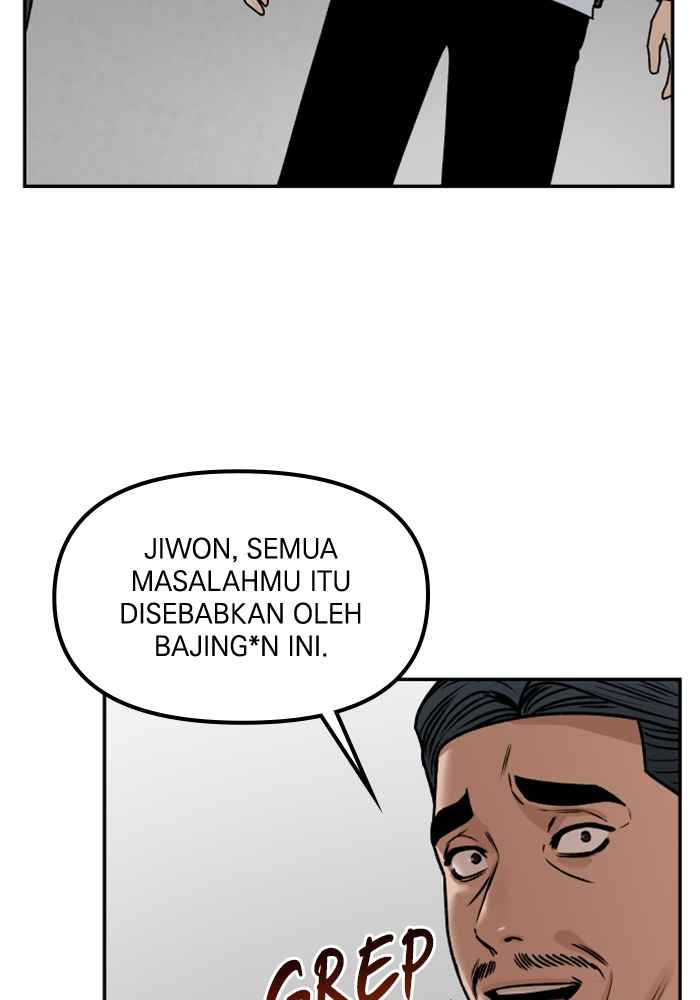 JIWON, SEMUA
MASALAHMU ITU
DISEBABKAN OLEH
BAJING*N INI.
GREP